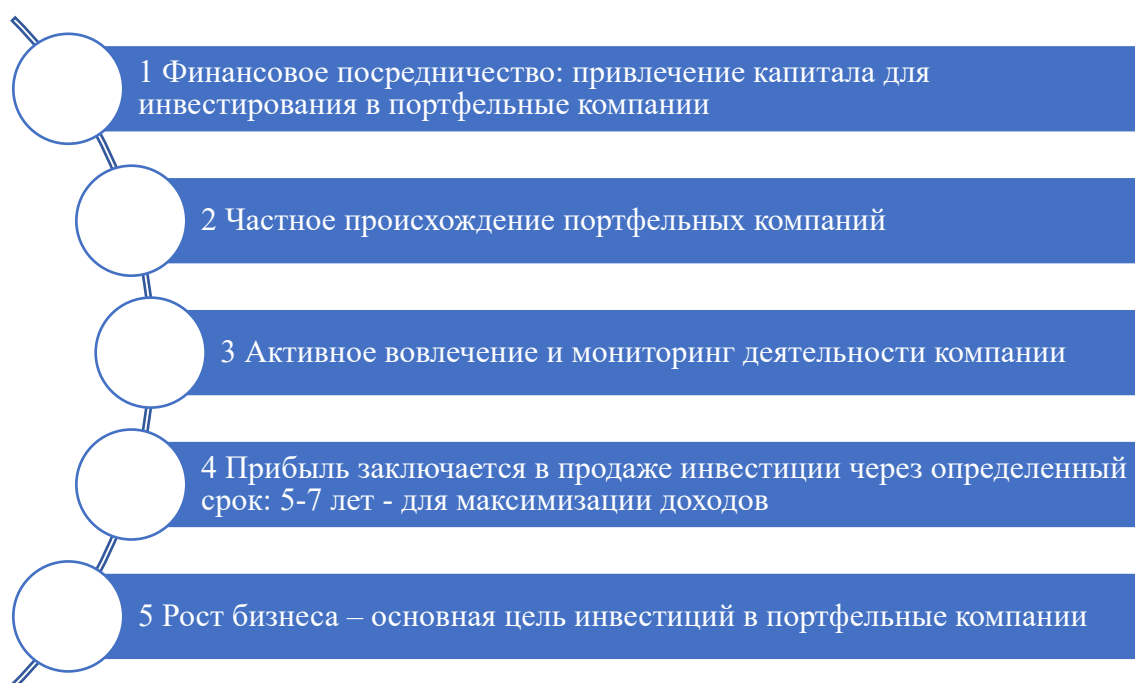 1 Финансовое посредничество: привлечение капитала для
инвестирования в портфельные компании
2 Частное происхождение портфельных компаний
3 Активное вовлечение и мониторинг деятельности компании
4 Прибыль заключается в продаже инвестиции через определенный
срок: 5-7 лет - для максимизации доходов
5 Рост бизнеса – основная цель инвестиций в портфельные компании